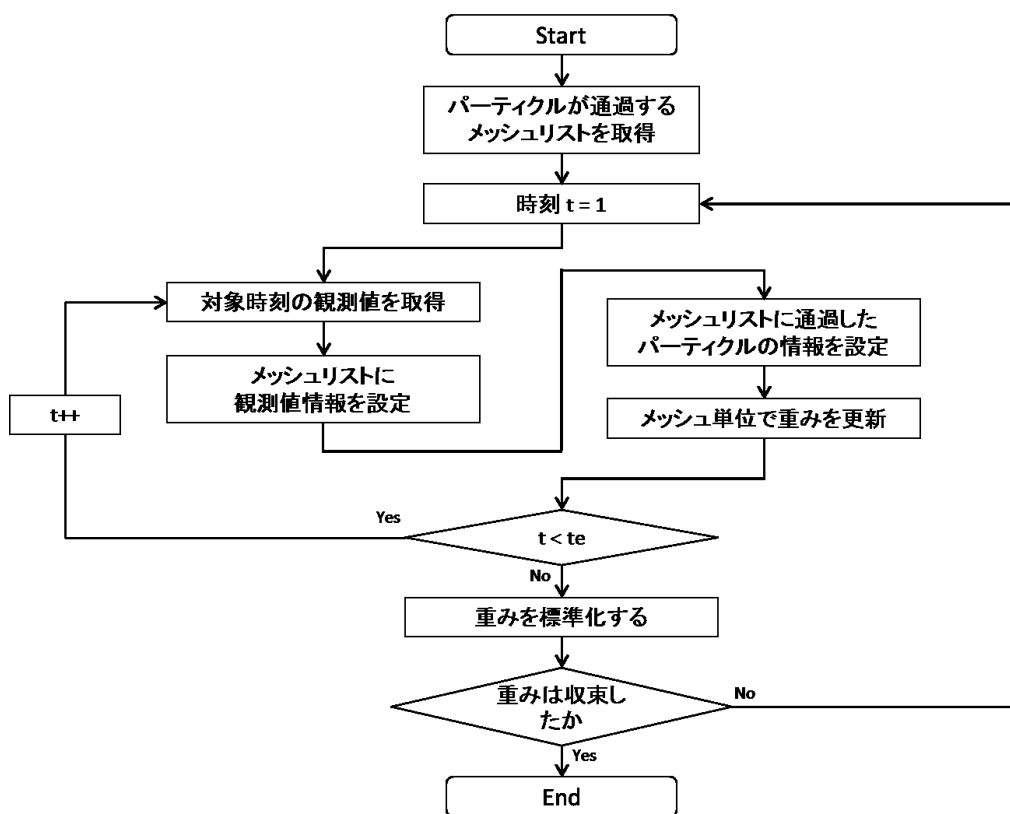 Start
パーティクルが通過する
メッシュリストを取得
時刻 t = 1
対象時刻の観測値を取得
メッシュリストに
観測値情報を設定
メッシュリストに通過した
パーティクルの情報を設定
メッシュ単位で重みを更新
t++
Yes
t < te
No
重みを標準化する
重みは収束し
たか
No
Yes
End